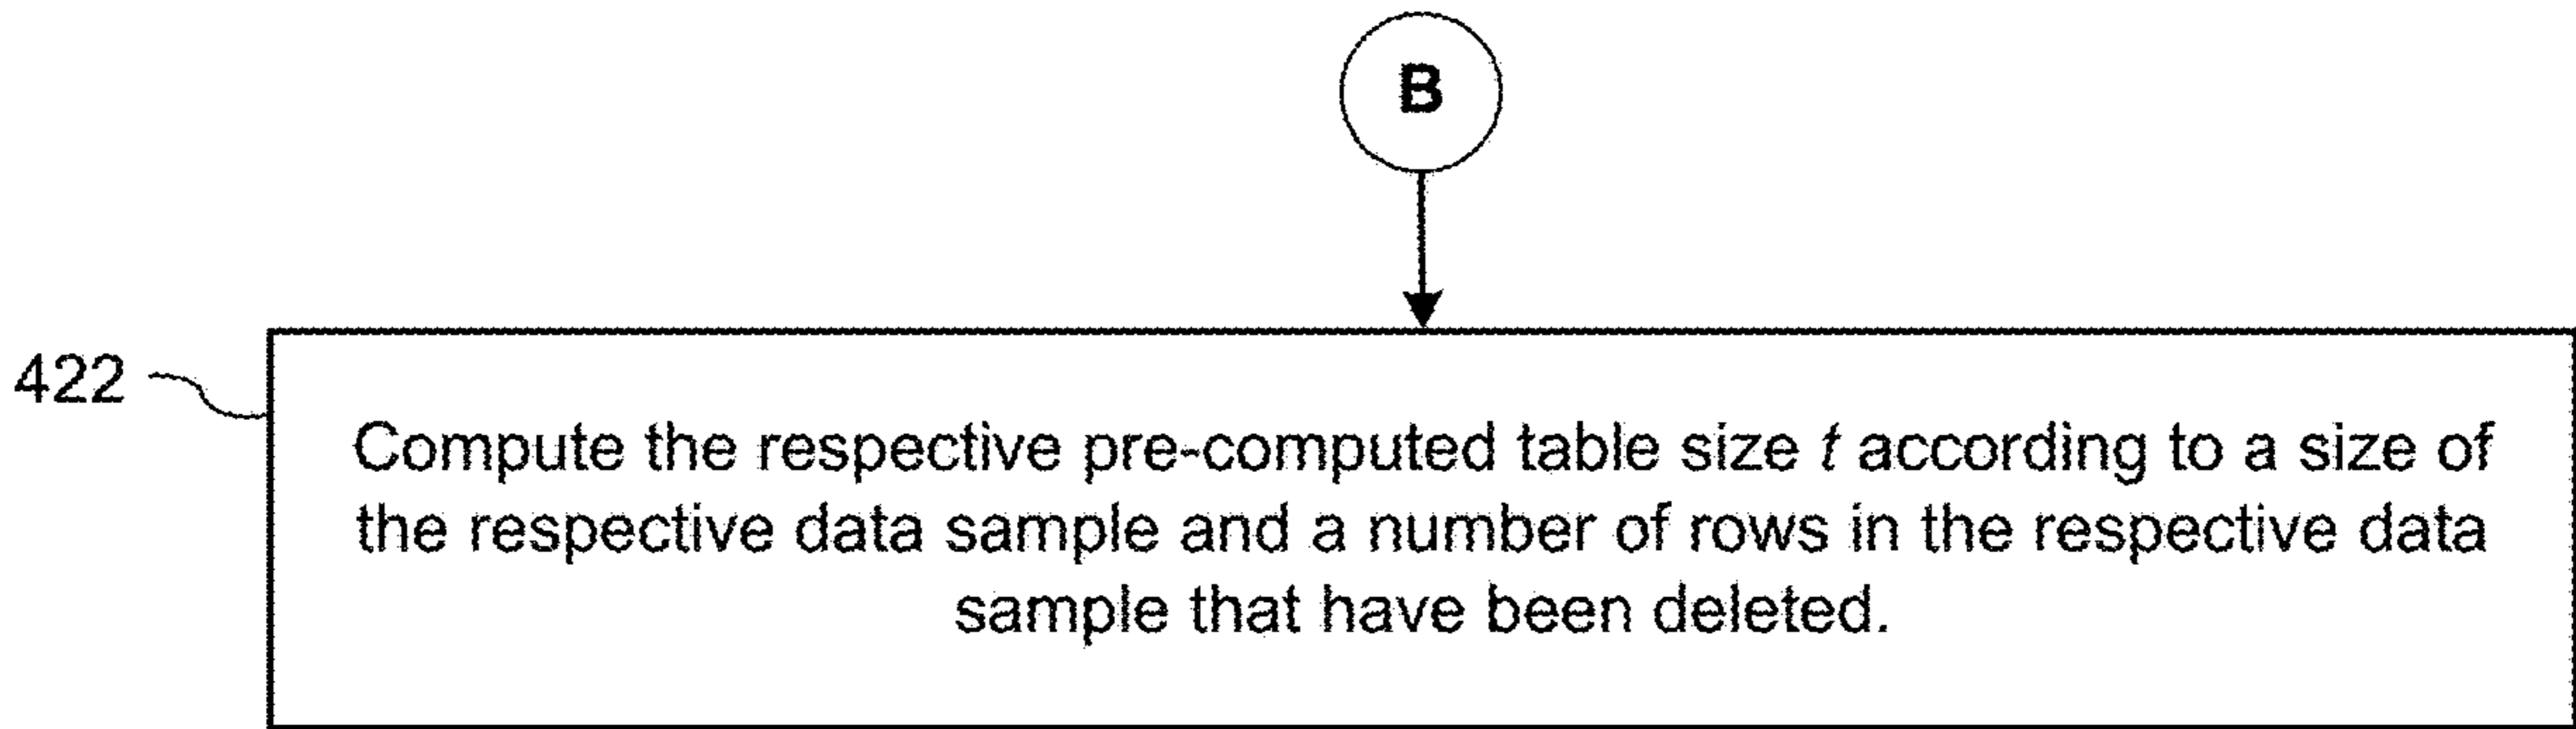 B
422
Compute the respective pre-computed table size t according to a size of
the respective data sample and a number of rows in the respective data
sample that have been deleted.